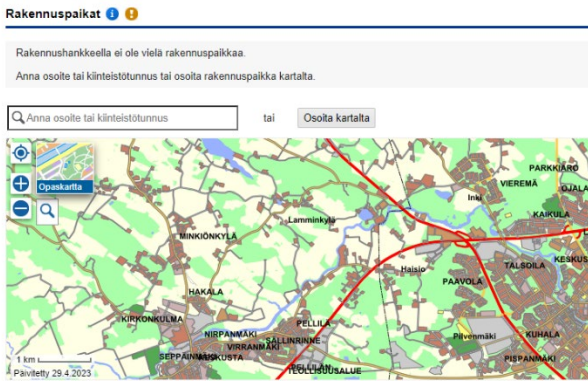 Rakennuspaikat
Rakennushankkeella ei ole vielä rakennuspaikkaa.
Anna osoite tai kiinteistötunnus tai osoita rakennuspaikka kartalta.
Anna osoite tai kiinteistötunnus
tai
Osoita kartalta
Opaskartta
PARKKIARO
VIEREMÄ
OJALA
Inki
KAIKULA
Lamminkylä
MINKIÖNKYLÄ
Haisio
TALSOILA
KESKUS
PAAVOLA
HAKALA
KIRKONKULMA
PELLILÄ
NIRPANMÄKI
SÄLLINRINNE
VIRRANMÄKI
Pilvenmäki
KUHALA
SEPPÄINMÄKI
KESKUSTA
PISPANMÄKI
1 km
TEOLLISUUSALUE
Päivitetty 29.4.2023